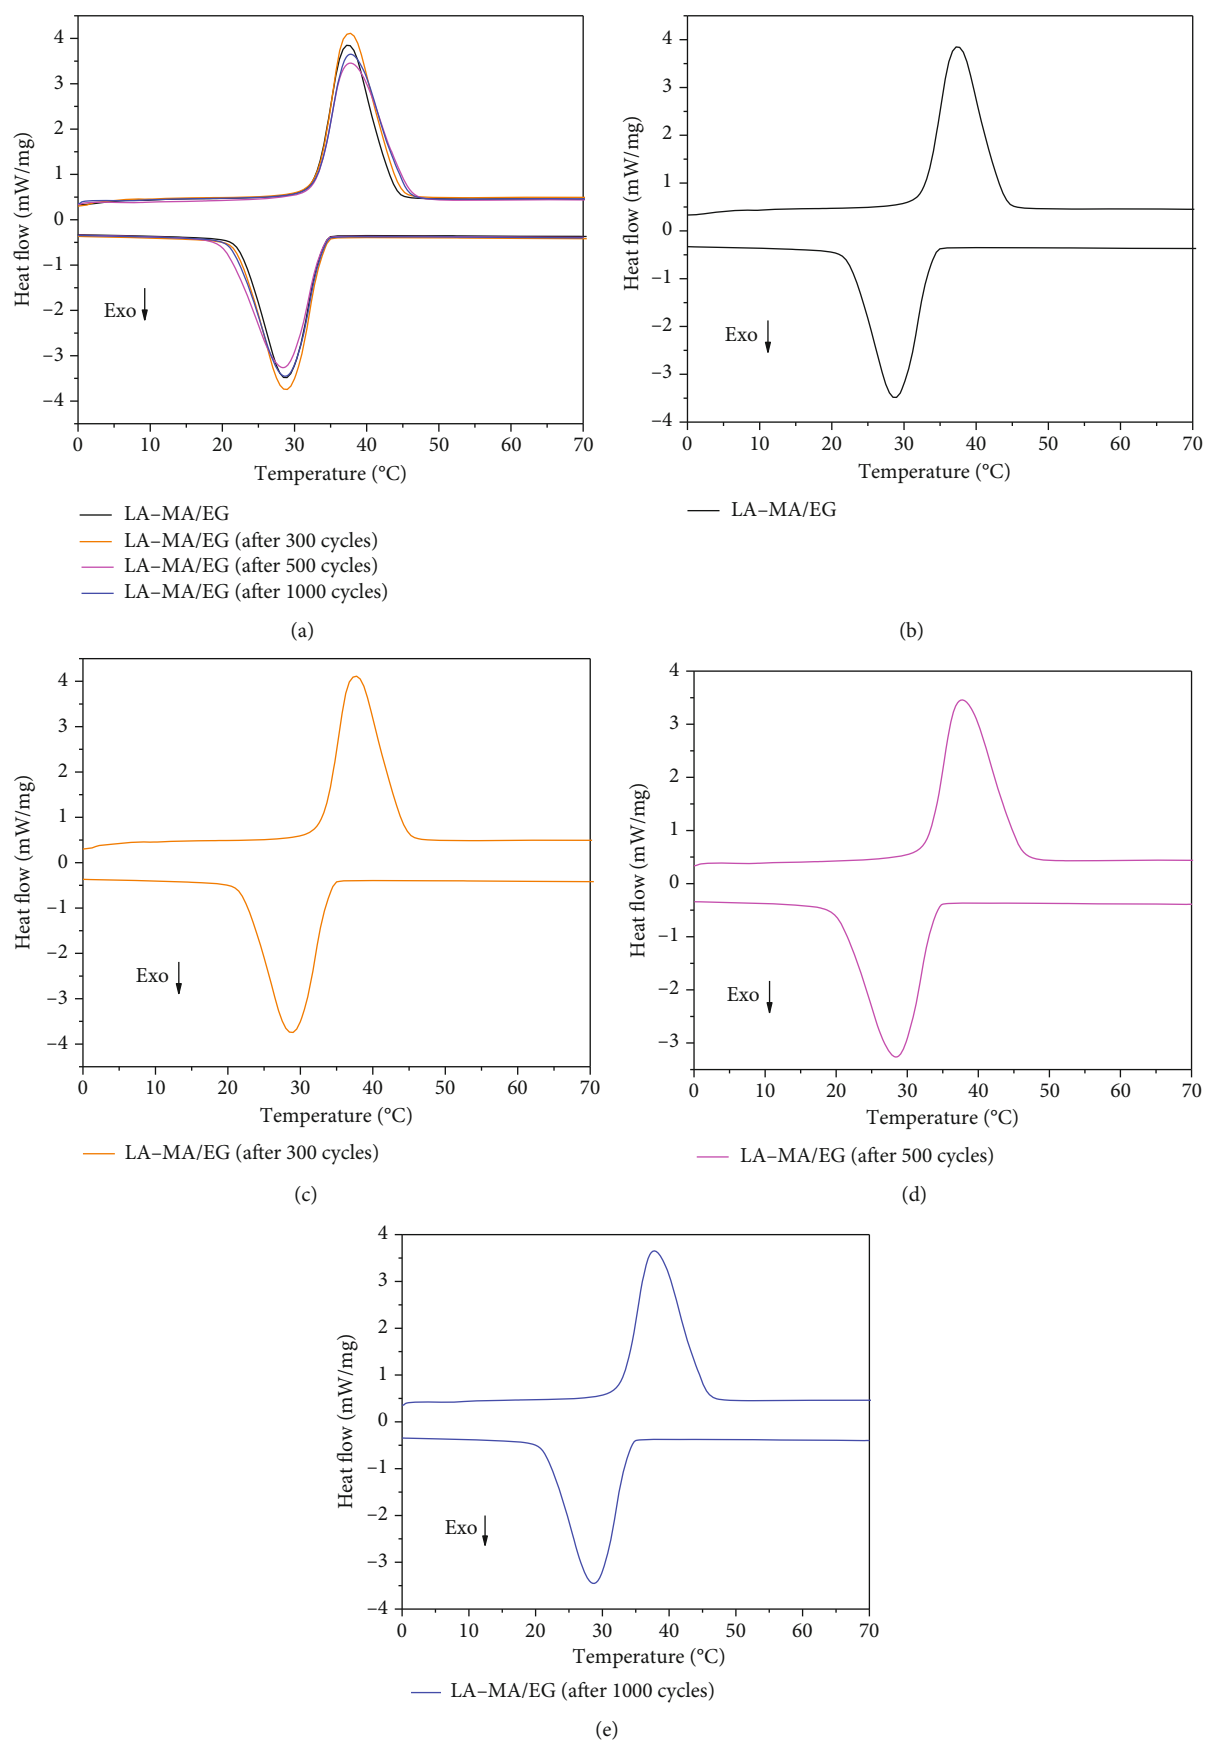 4
3
2
1
0
−1
−2
−3
−4
Heat flow (mW/mg)
Exo
0 10 20 30 40 50 60 70
Temperature (°C)
LA–MA/EG
LA–MA/EG (after 300 cycles)
LA–MA/EG (after 500 cycles)
LA–MA/EG (after 1000 cycles)
(a)
4
3
2
1
0
−1
−2
−3
−4
Heat flow (mW/mg)
Exo
0 10 20 30 40 50 60 70
Temperature (°C)
LA–MA/EG
(b)
4
3
2
1
0
−1
−2
−3
−4
Heat flow (mW/mg)
Exo
0 10 20 30 40 50 60 70
Temperature (°C)
LA–MA/EG (after 300 cycles)
(c)
4
3
2
1
0
−1
−2
−3
Heat flow (mW/mg)
Exo
0 10 20 30 40 50 60 70
Temperature (°C)
LA–MA/EG (after 500 cycles)
(d)
4
3
2
1
0
−1
−2
−3
−4
Heat flow (mW/mg)
Exo
0 10 20 30 40 50 60 70
Temperature (°C)
LA–MA/EG (after 1000 cycles)
(e)